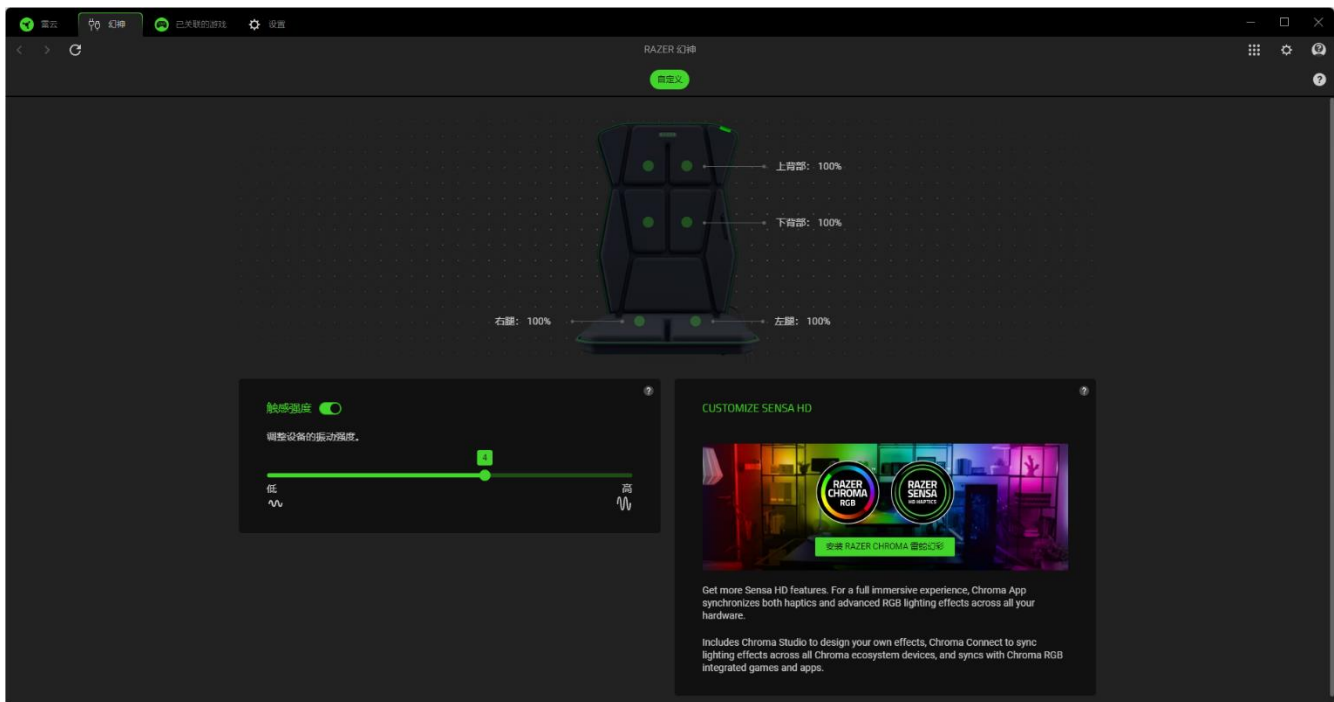 雷云 幻神 已关联的游戏 设置
RAZER 幻神
自定义
上背部： 100%
下背部： 100%
右腿： 100%
左腿： 100%
触感强度
调整设备的振动强度。
4
低 高
CUSTOMIZE SENSA HD
RAZER CHROMA RGB
RAZER SENSA HD HAPTICS
安装 RAZER CHROMA 雷蛇幻彩
Get more Sensa HD features. For a full immersive experience, Chroma App
synchronizes both haptics and advanced RGB lighting effects across all your
hardware.
Includes Chroma Studio to design your own effects, Chroma Connect to sync
lighting effects across all Chroma ecosystem devices, and syncs with Chroma RGB
integrated games and apps.